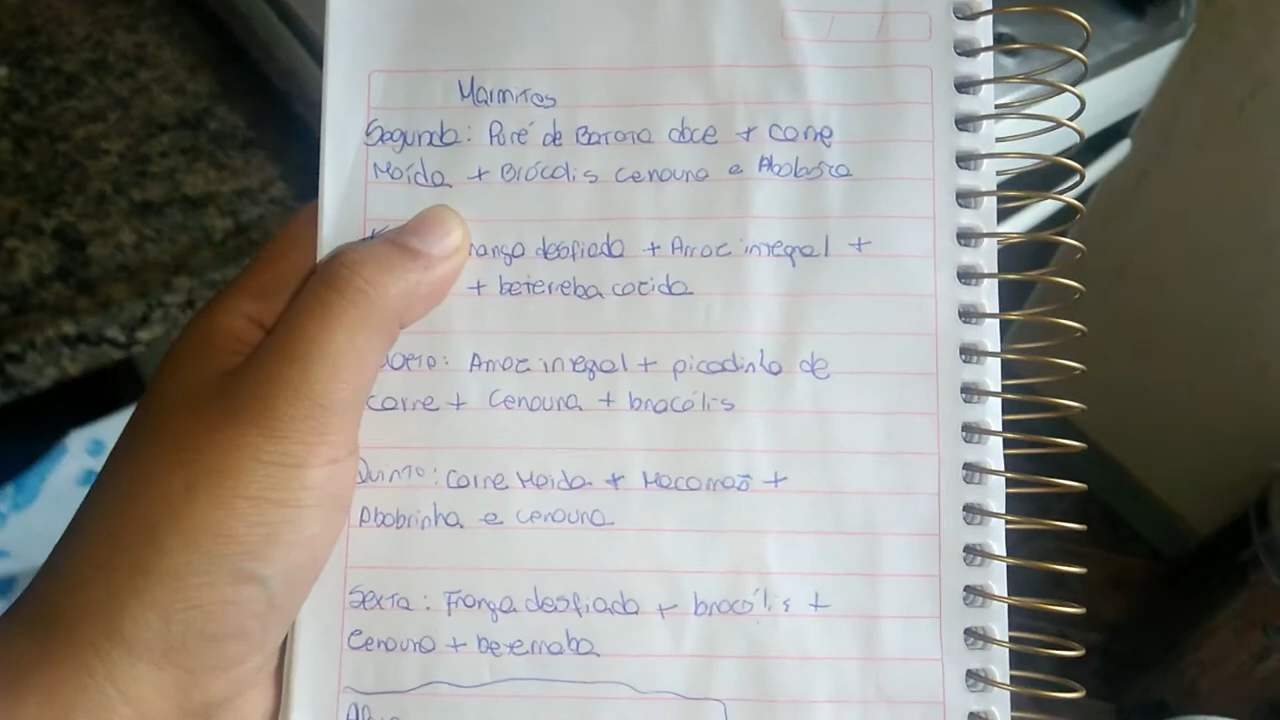 Marmitas
Segunda: Purê de Batata doce + carne
Moída + Brócolis cenoura e Abobora
desfiado + Arroz integral +
+ beterraba cozida
Arroz integral + picadinho de
carne + Cenoura + brocólis
Quinta: Carne Moida + Macarrão +
Abobrinha e cenoura
Sexta: Frango desfiado + brocólis +
Cenoura + beterraba